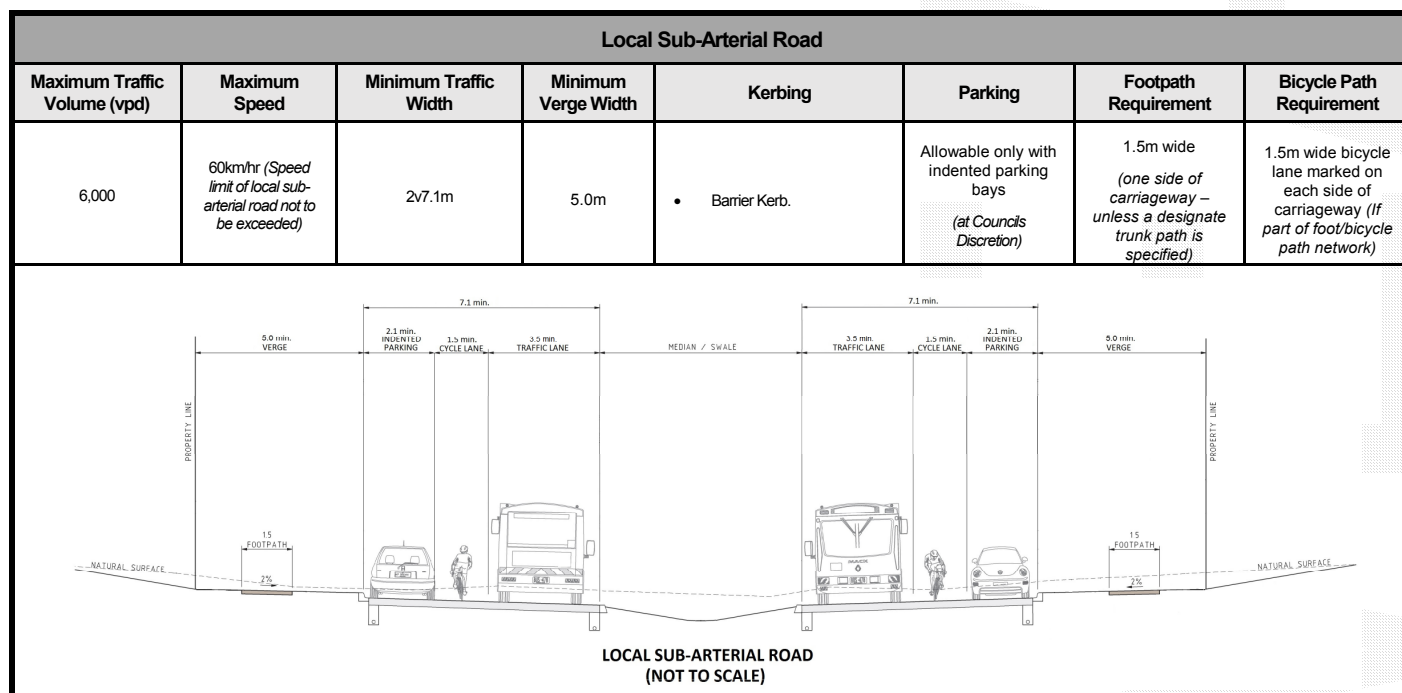 Local Sub-Arterial Road
Maximum Traffic
Volume (vpd)
Maximum
Speed
Minimum Traffic
Width
Minimum
Verge Width
Kerbing
Parking
Footpath
Requirement
Bicycle Path
Requirement
6,000
60km/hr (Speed
limit of local sub-
arterial road not to
be exceeded)
2v7.1m
5.0m
• Barrier Kerb.
Allowable only with
indented parking
bays
(at Councils
Discretion)
1.5m wide
(one side of
carriageway –
unless a designate
trunk path is
specified)
1.5m wide bicycle
lane marked on
each side of
carriageway (If
part of foot/bicycle
path network)
7.1 min.
7.1 min.
5.0 min.
VERGE
2.1 min.
INDENTED
PARKING
1.5 min.
CYCLE LANE
3.5 min.
TRAFFIC LANE
MEDIAN / SWALE
3.5 min.
TRAFFIC LANE
1.5 min.
CYCLE LANE
2.1 min.
INDENTED
PARKING
5.0 min.
VERGE
PROPERTY LINE
PROPERTY LINE
NATURAL SURFACE
1.5
FOOTPATH
2%
1.5
FOOTPATH
2%
NATURAL SURFACE
LOCAL SUB-ARTERIAL ROAD
(NOT TO SCALE)